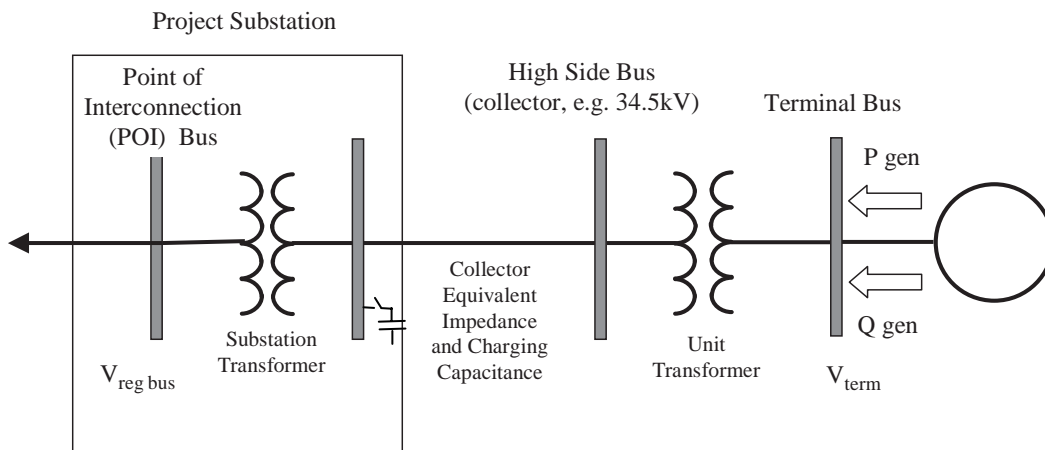 Project Substation
Point of
Interconnection
(POI) Bus
High Side Bus
(collector, e.g. 34.5kV)
Terminal Bus
P gen
Collector
Equivalent
Impedance
and Charging
Capacitance
Substation
Transformer
Unit
Transformer
Q gen
V reg bus
V term